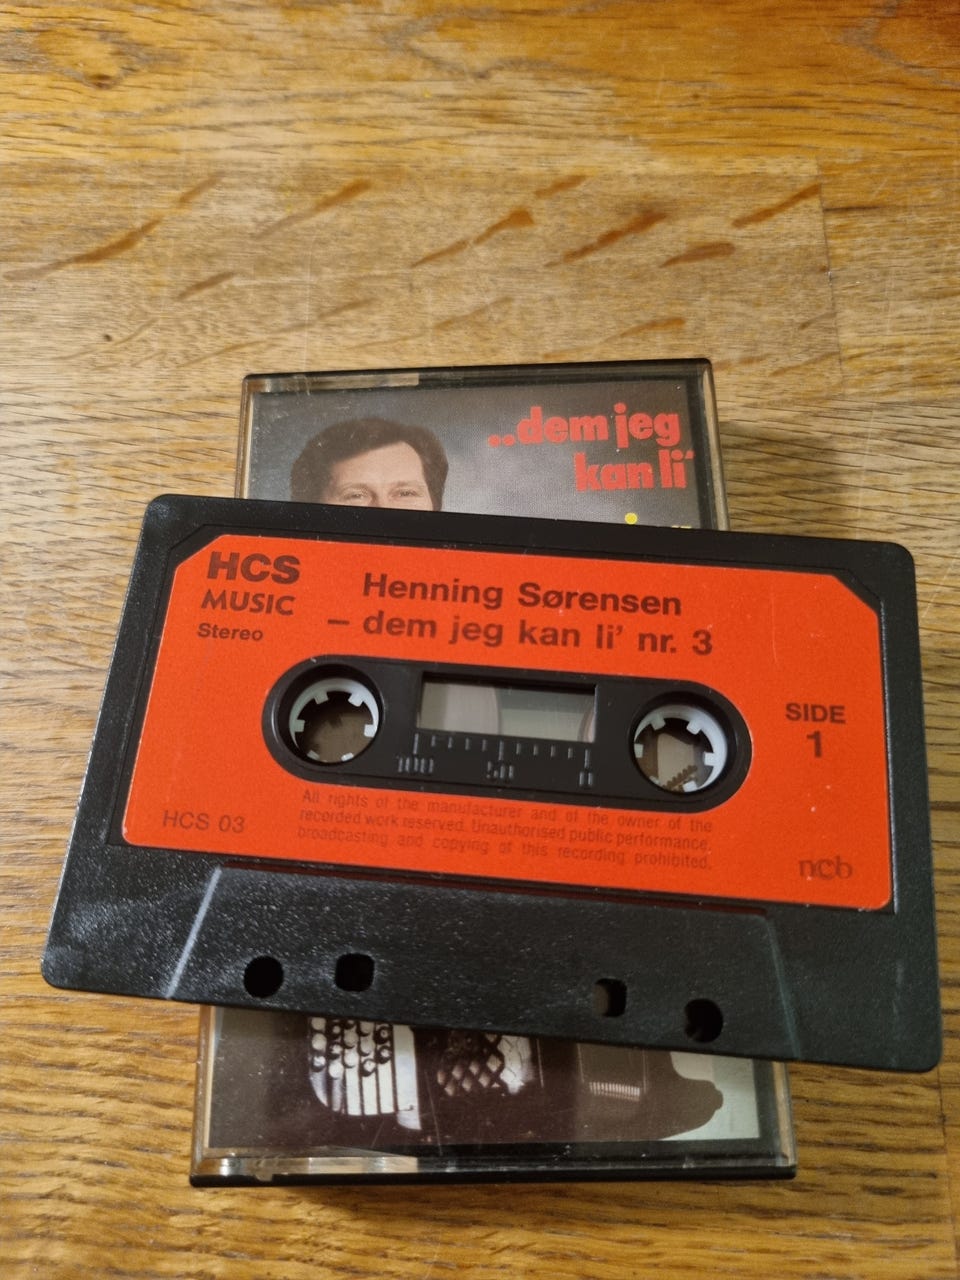 ..dem jeg
kan li'
HCS
MUSIC
Stereo
Henning Sørensen
– dem jeg kan li' nr. 3
SIDE
1
100 50 0
HCS 03
All rights of the manufacturer and of the owner of the
recorded work reserved. Unauthorised public performance,
broadcasting and copying of this recording prohibited.
ncb